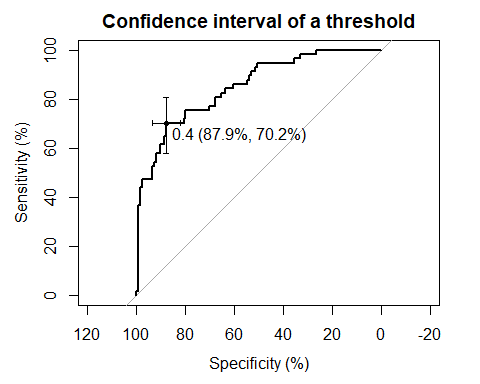 Confidence interval of a threshold
Sensitivity (%)
100
80
60
40
20
0
0.4 (87.9%, 70.2%)
120 100 80 60 40 20 0 -20
Specificity (%)